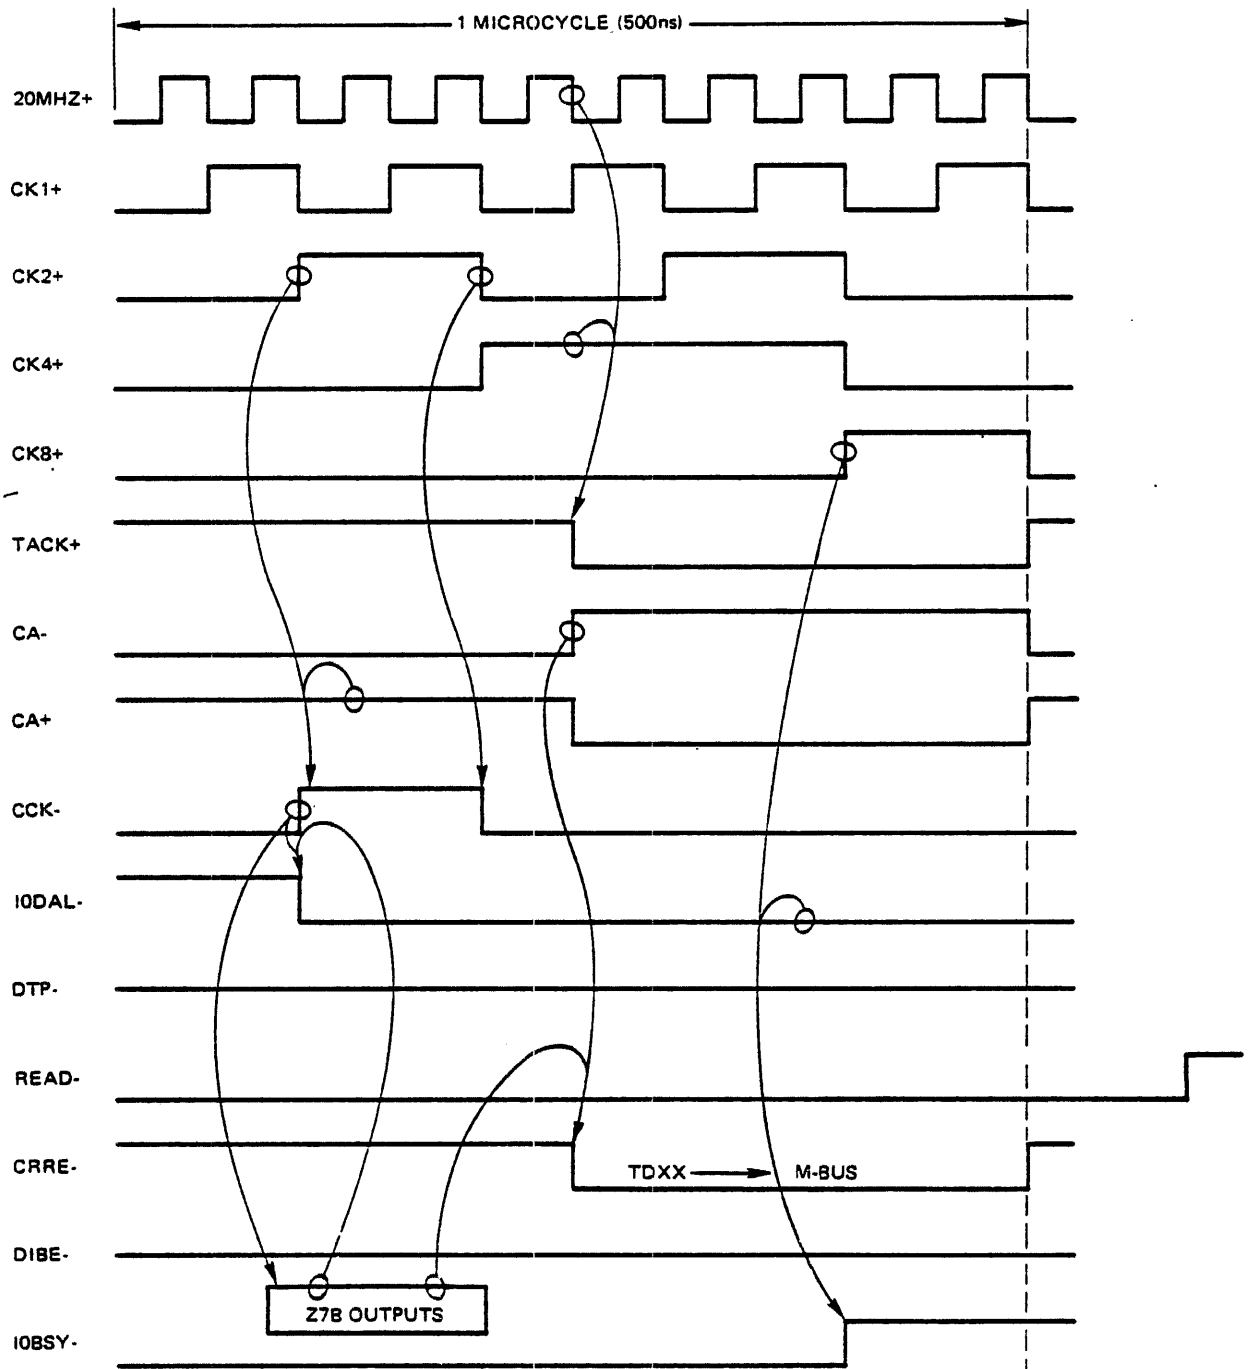 1 MICROCYCLE (500ns)
20MHZ+
CK1+
CK2+
CK4+
CK8+
TACK+
CA-
CA+
CCK-
IODAL-
DTP-
READ-
CRRE-
TDXX M-BUS
DIBE-
Z7B OUTPUTS
IOBSY-